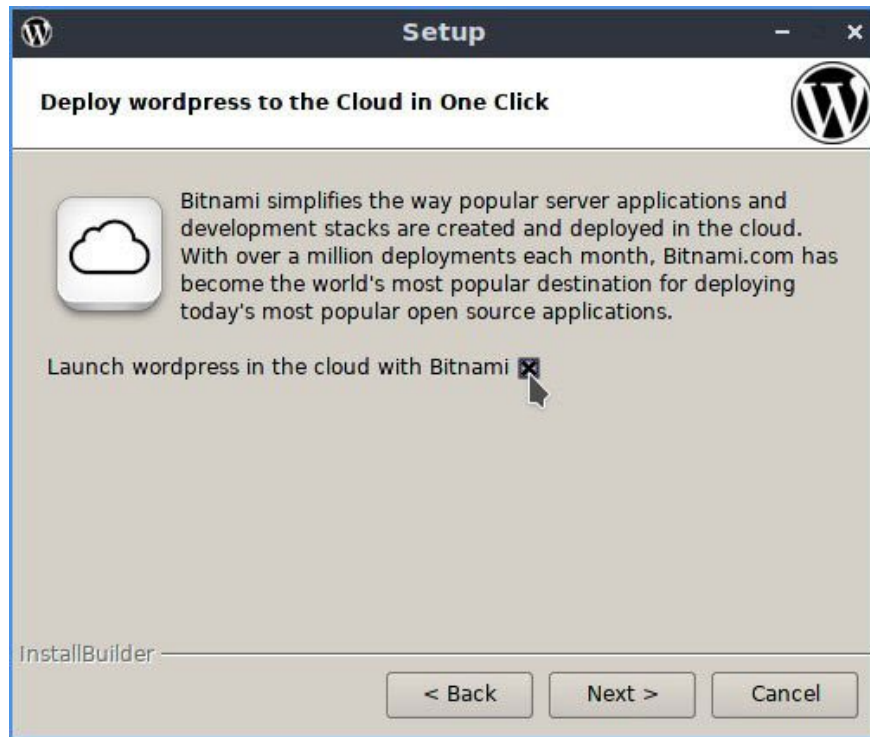 Setup
Deploy wordpress to the Cloud in One Click
Bitnami simplifies the way popular server applications and
development stacks are created and deployed in the cloud.
With over a million deployments each month, Bitnami.com has
become the world's most popular destination for deploying
today's most popular open source applications.
Launch wordpress in the cloud with Bitnami
InstallBuilder
< Back Next > Cancel